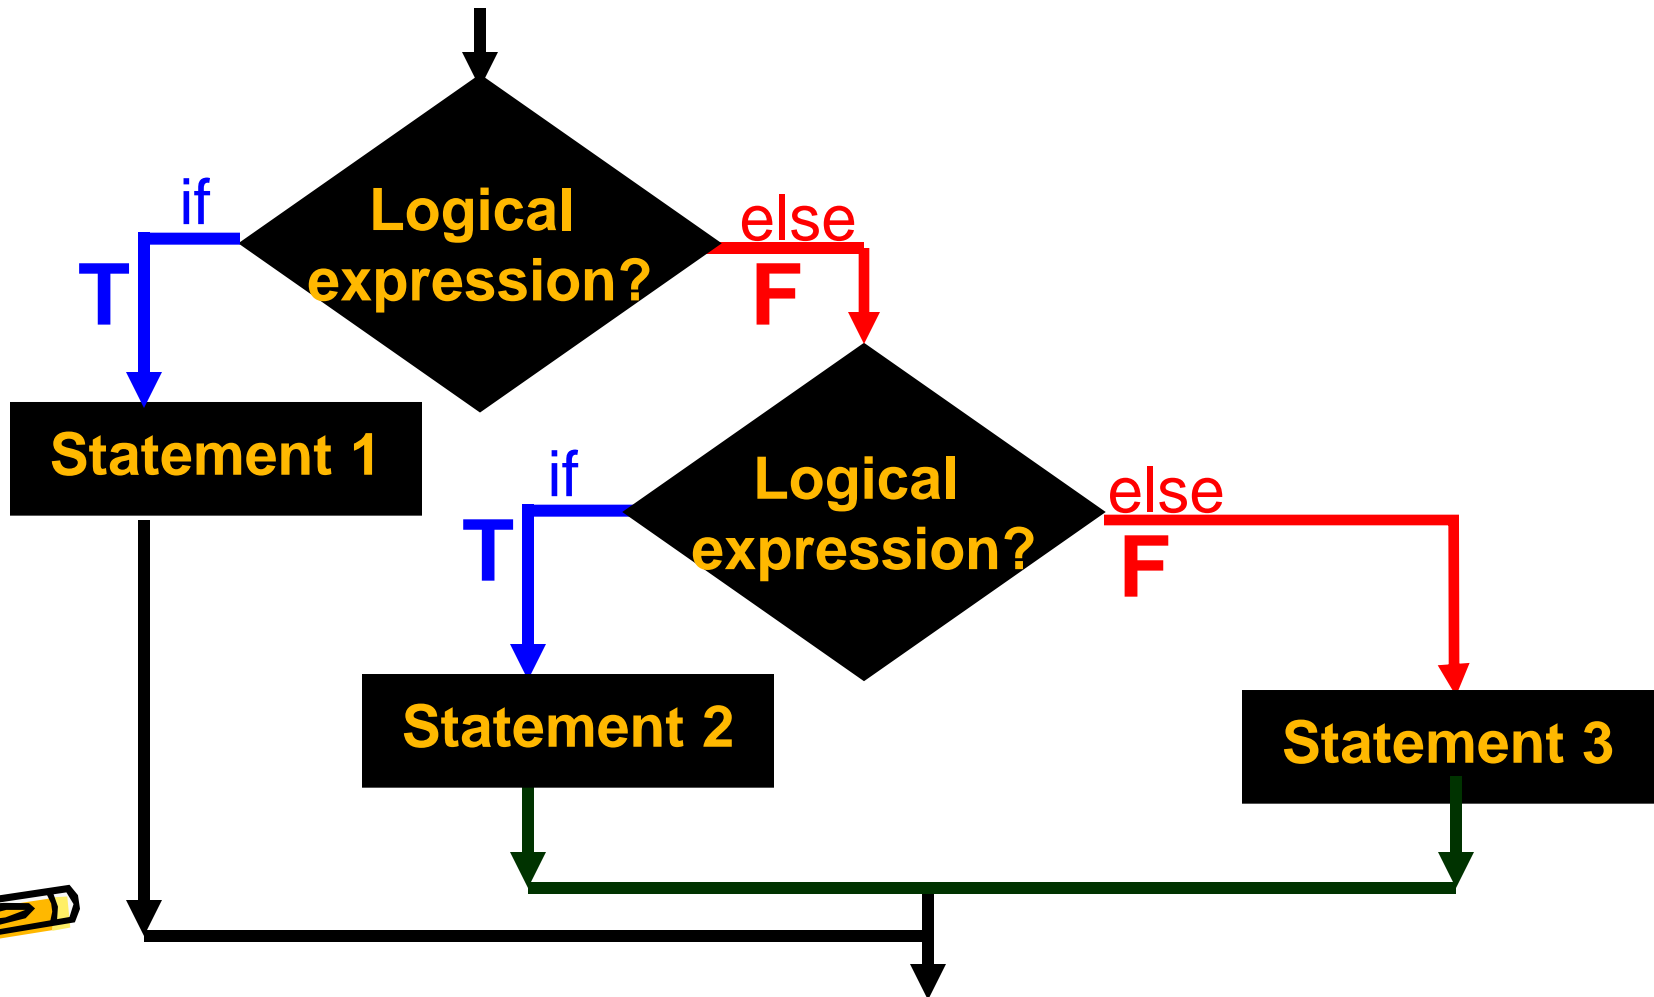 if
Logical
expression?
else
T
F
Statement 1
if
Logical
expression?
else
T
F
Statement 2
Statement 3